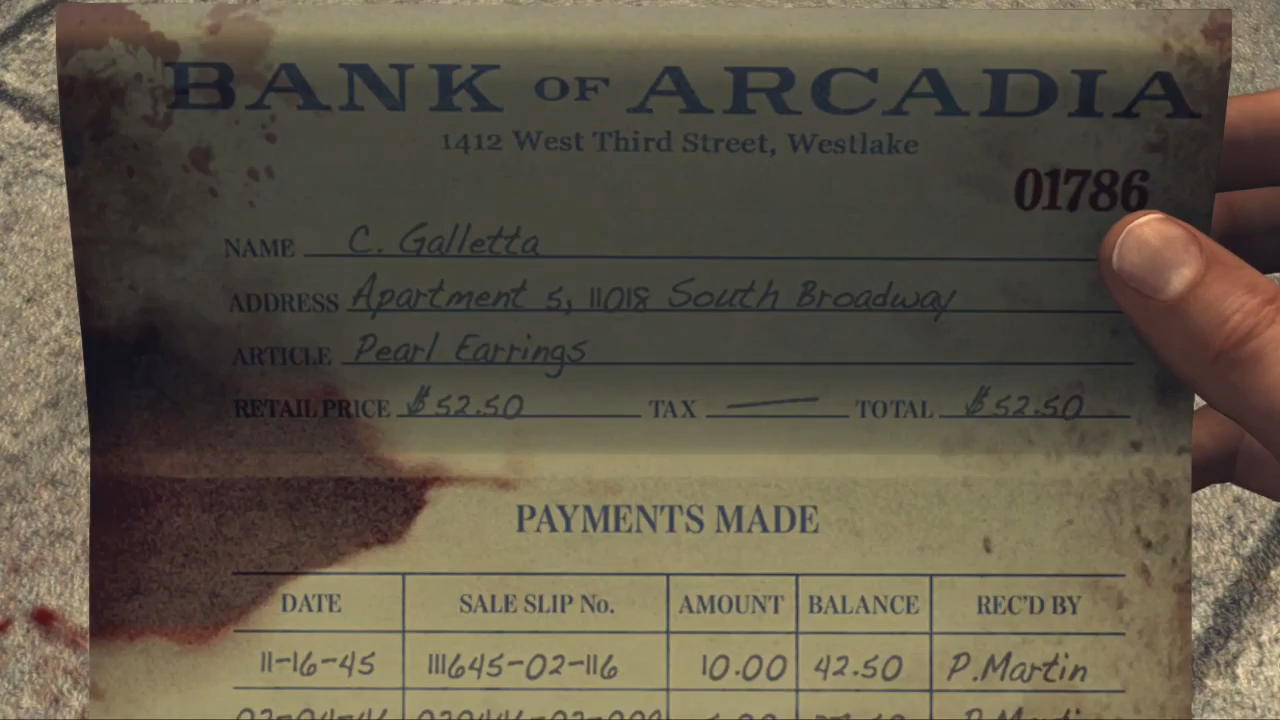 BANK OF ARCADIA
1412 West Third Street, Westlake
01786
NAME C. Galletta
ADDRESS Apartment 5, 11018 South Broadway
ARTICLE Pearl Earrings
RETAIL PRICE $52.50 TAX — TOTAL $52.50
PAYMENTS MADE
DATE SALE SLIP No. AMOUNT BALANCE REC'D BY
11-16-45 111645-02-116 10.00 42.50 P.Martin